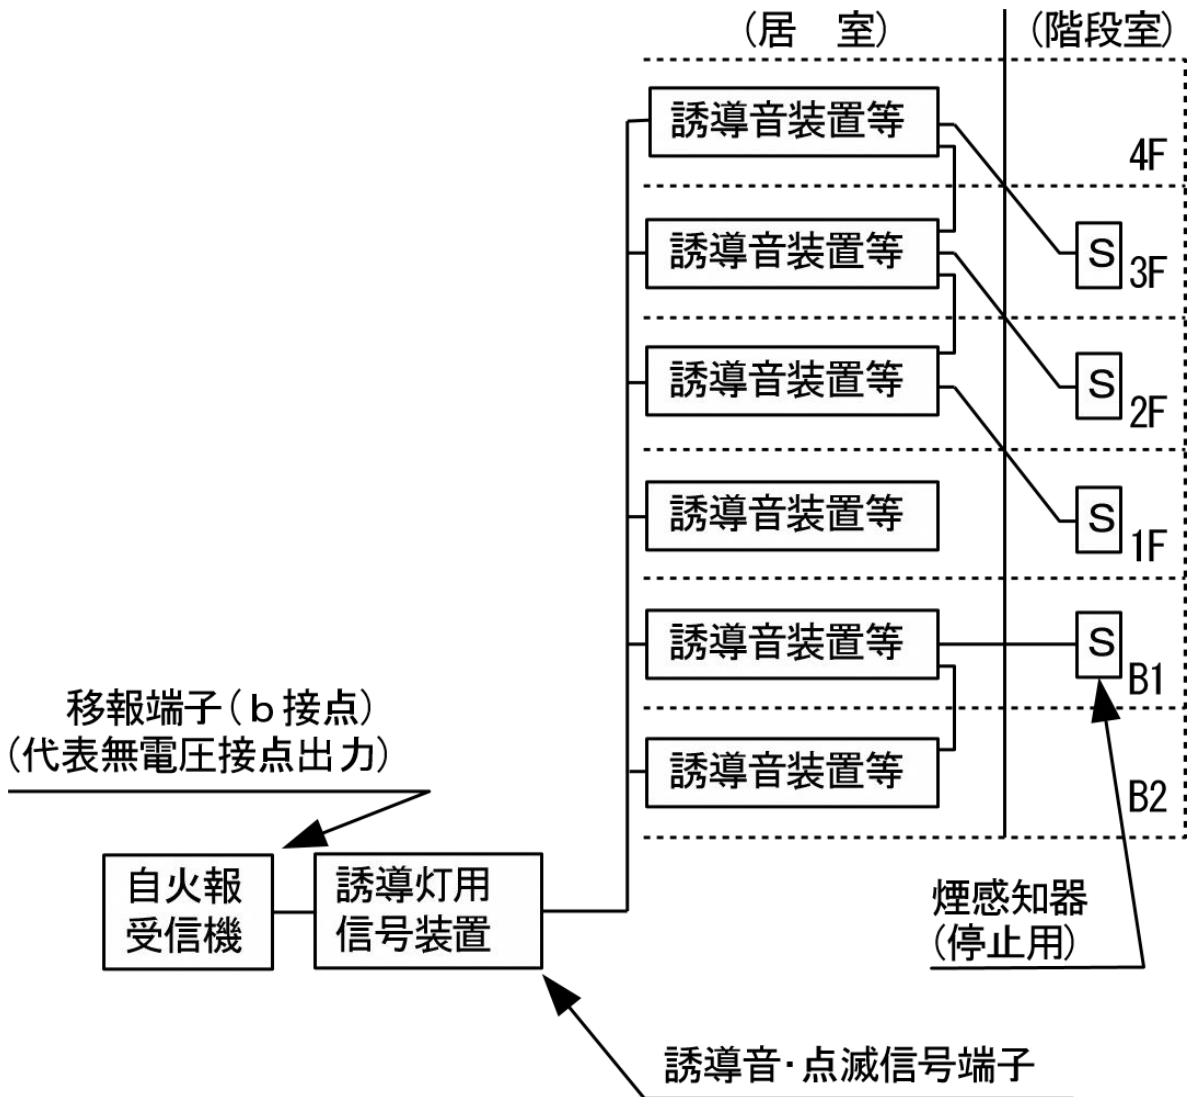 (居　室)
(階段室)
誘導音装置等
4F
誘導音装置等
S
3F
誘導音装置等
S
2F
誘導音装置等
S
1F
誘導音装置等
S
B1
誘導音装置等
B2
移報端子(b接点)
(代表無電圧接点出力)
自火報
受信機
誘導灯用
信号装置
煙感知器
(停止用)
誘導音・点滅信号端子